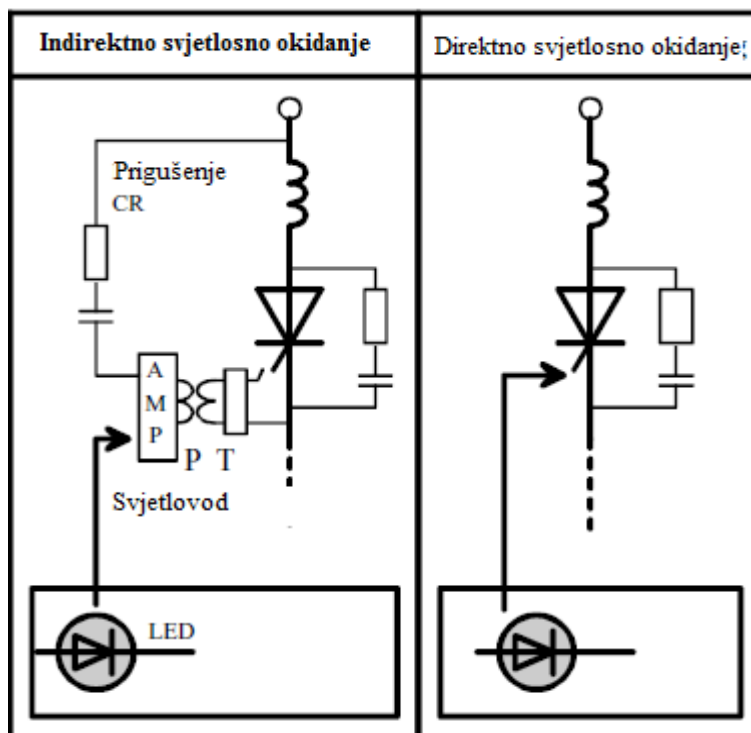 Indirektno svjetlosno okidanje
Direktno svjetlosno okidanje
Prigušenje
CR
A
M
P
P T
Svjetlovod
LED